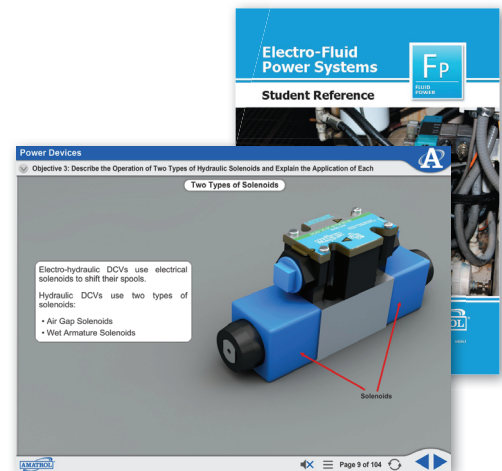 Electro-Fluid
Power Systems
FP
FLUID
POWER
Student Reference
Power Devices
A
Objective 3: Describe the Operation of Two Types of Hydraulic Solenoids and Explain the Application of Each
Two Types of Solenoids
Electro-hydraulic DCVs use electrical
solenoids to shift their spools.
Hydraulic DCVs use two types of
solenoids:
• Air Gap Solenoids
• Wet Armature Solenoids
Solenoids
AMATROL
Page 9 of 104